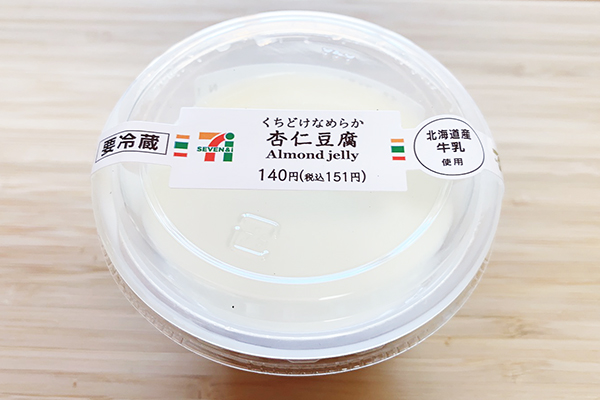 要冷蔵
SEVEN&i
くちどけなめらか
杏仁豆腐
Almond jelly
140円(税込151円)
北海道産
牛乳
使用